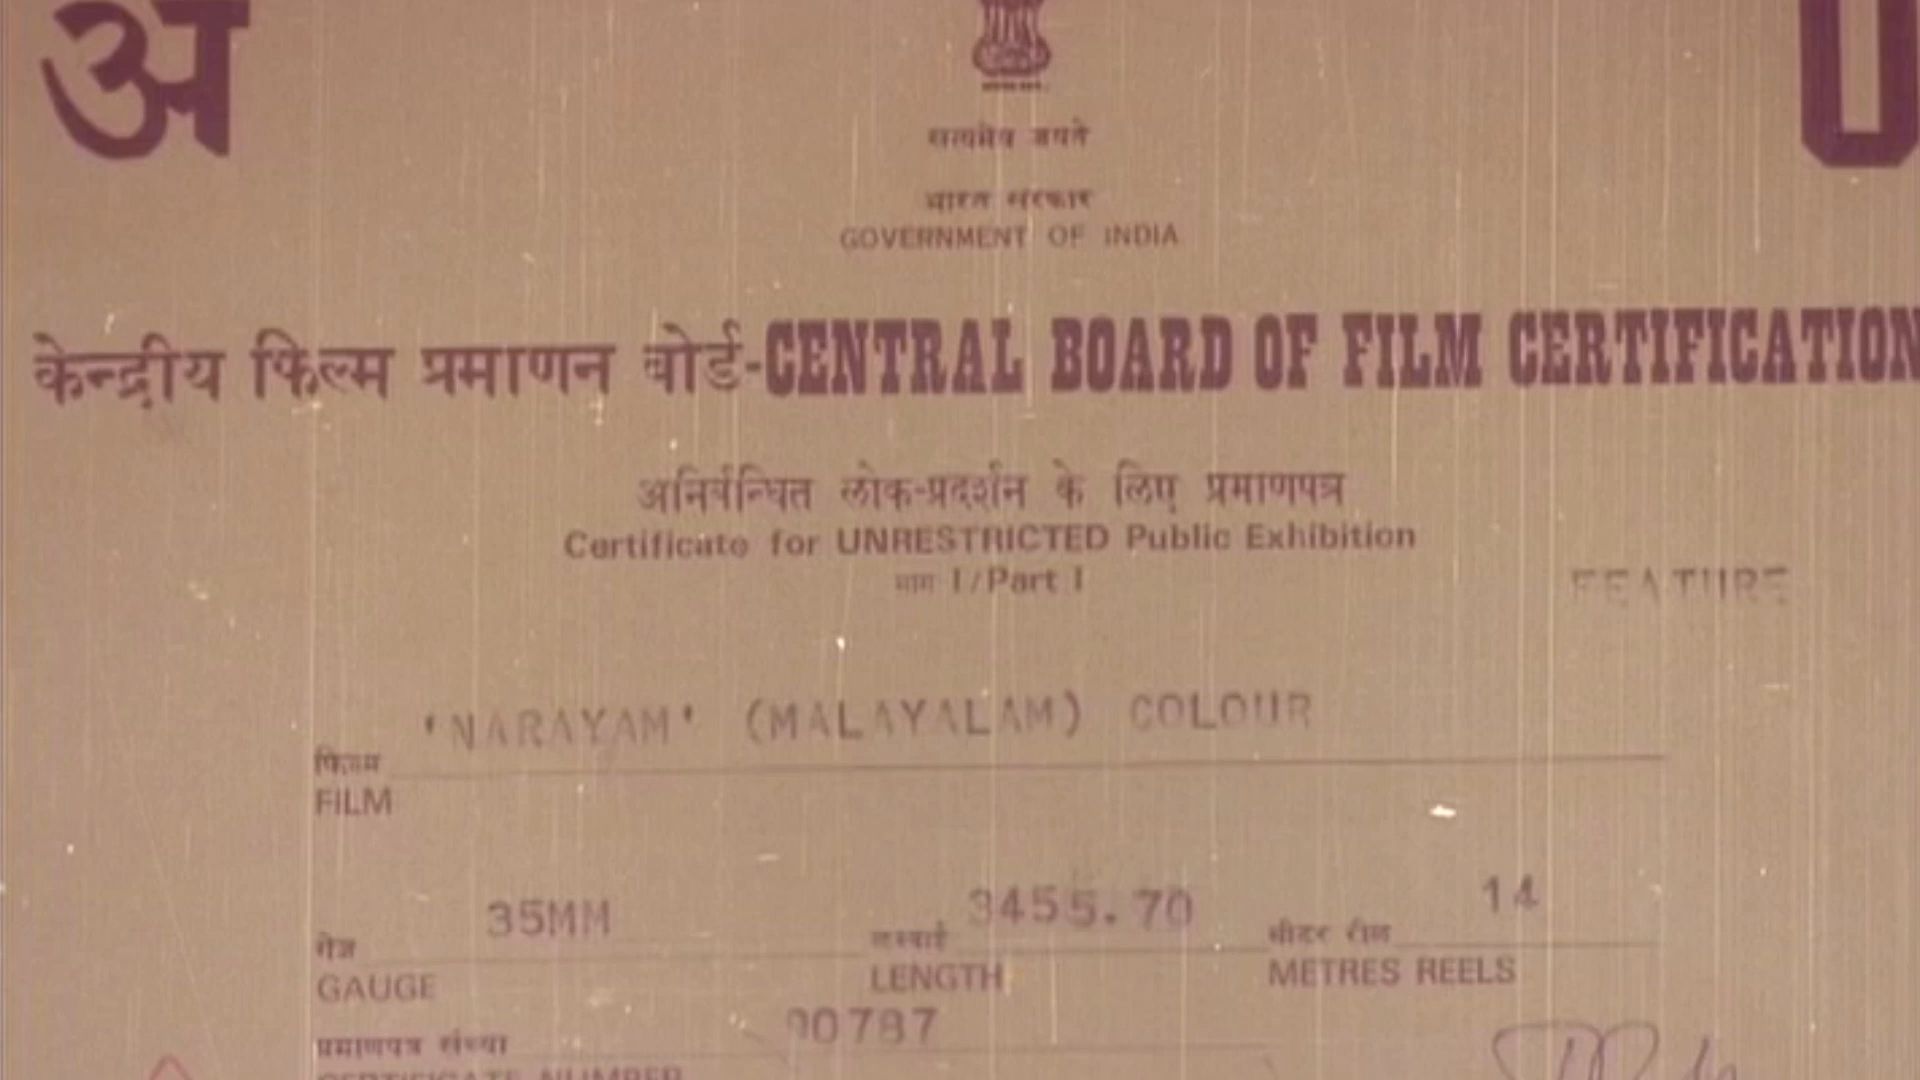 अ
U
सत्यमेव जयते
भारत सरकार
GOVERNMENT OF INDIA
केन्द्रीय फिल्म प्रमाणन बोर्ड-CENTRAL BOARD OF FILM CERTIFICATION
अनिर्बन्धित लोक-प्रदर्शन के लिए प्रमाणपत्र
Certificate for UNRESTRICTED Public Exhibition
भाग I/Part I
FEATURE
'NARAYAM' (MALAYALAM) COLOUR
फिल्म
FILM
35MM 3455.70 14
गेज लम्बाई मीटर रील
GAUGE LENGTH METRES REELS
00787
प्रमाणपत्र संख्या
CERTIFICATE NUMBER